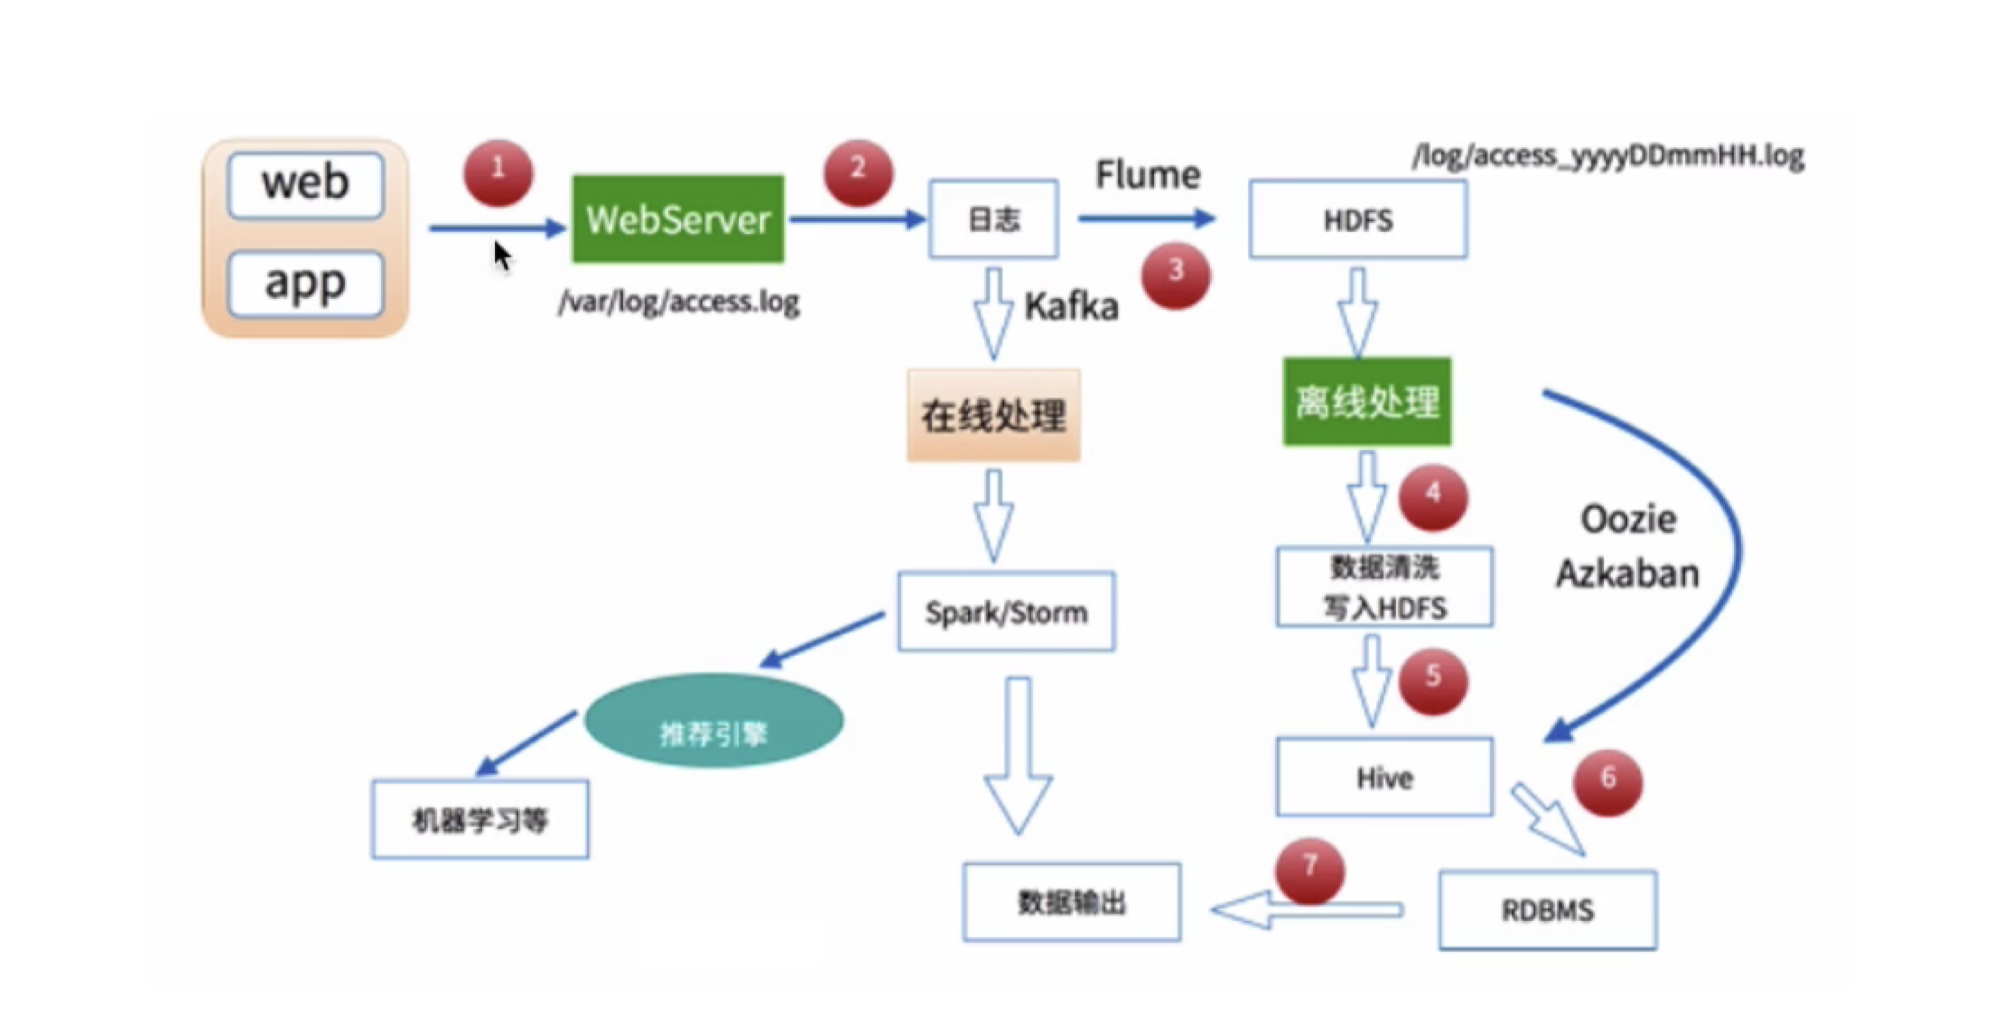 web
app
1
WebServer
/var/log/access.log
2
日志
Flume
3
/log/access_yyyyDDmmHH.log
HDFS
Kafka
在线处理
离线处理
4
Oozie
Azkaban
数据清洗
写入HDFS
Spark/Storm
5
推荐引擎
机器学习等
Hive
6
7
数据输出
RDBMS